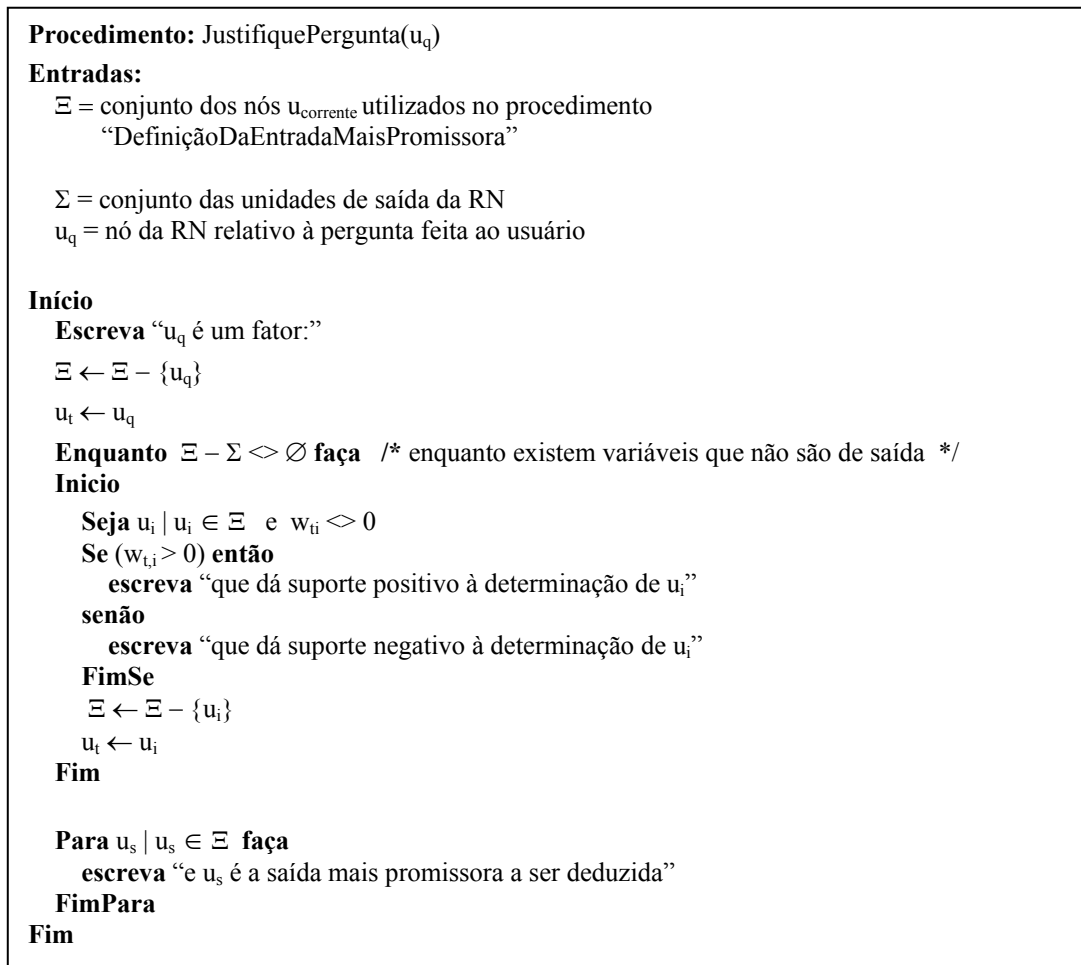 Procedimento: JustifiquePergunta(uq)
Entradas:
Ξ = conjunto dos nós ucorrente utilizados no procedimento
“DefiniçãoDaEntradaMaisPromissora”
Σ = conjunto das unidades de saída da RN
uq = nó da RN relativo à pergunta feita ao usuário
Início
Escreva “uq é um fator:”
Ξ ← Ξ − {uq}
ut ← uq
Enquanto Ξ – Σ <> ∅ faça /* enquanto existem variáveis que não são de saída */
Inicio
Seja ui | ui ∈ Ξ e wti <> 0
Se (wt,i > 0) então
escreva “que dá suporte positivo à determinação de ui”
senão
escreva “que dá suporte negativo à determinação de ui”
FimSe
Ξ ← Ξ − {ui}
ut ← ui
Fim
Para us | us ∈ Ξ faça
escreva “e us é a saída mais promissora a ser deduzida”
FimPara
Fim